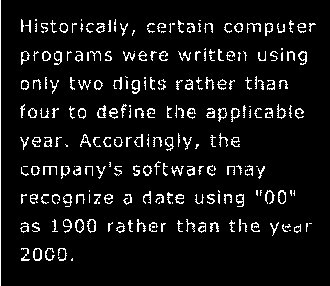 Historically, certain computer
programs were written using
only two digits rather than
four to define the applicable
year. Accordingly, the
company's software may
recognize a date using "00"
as 1900 rather than the year
2000.